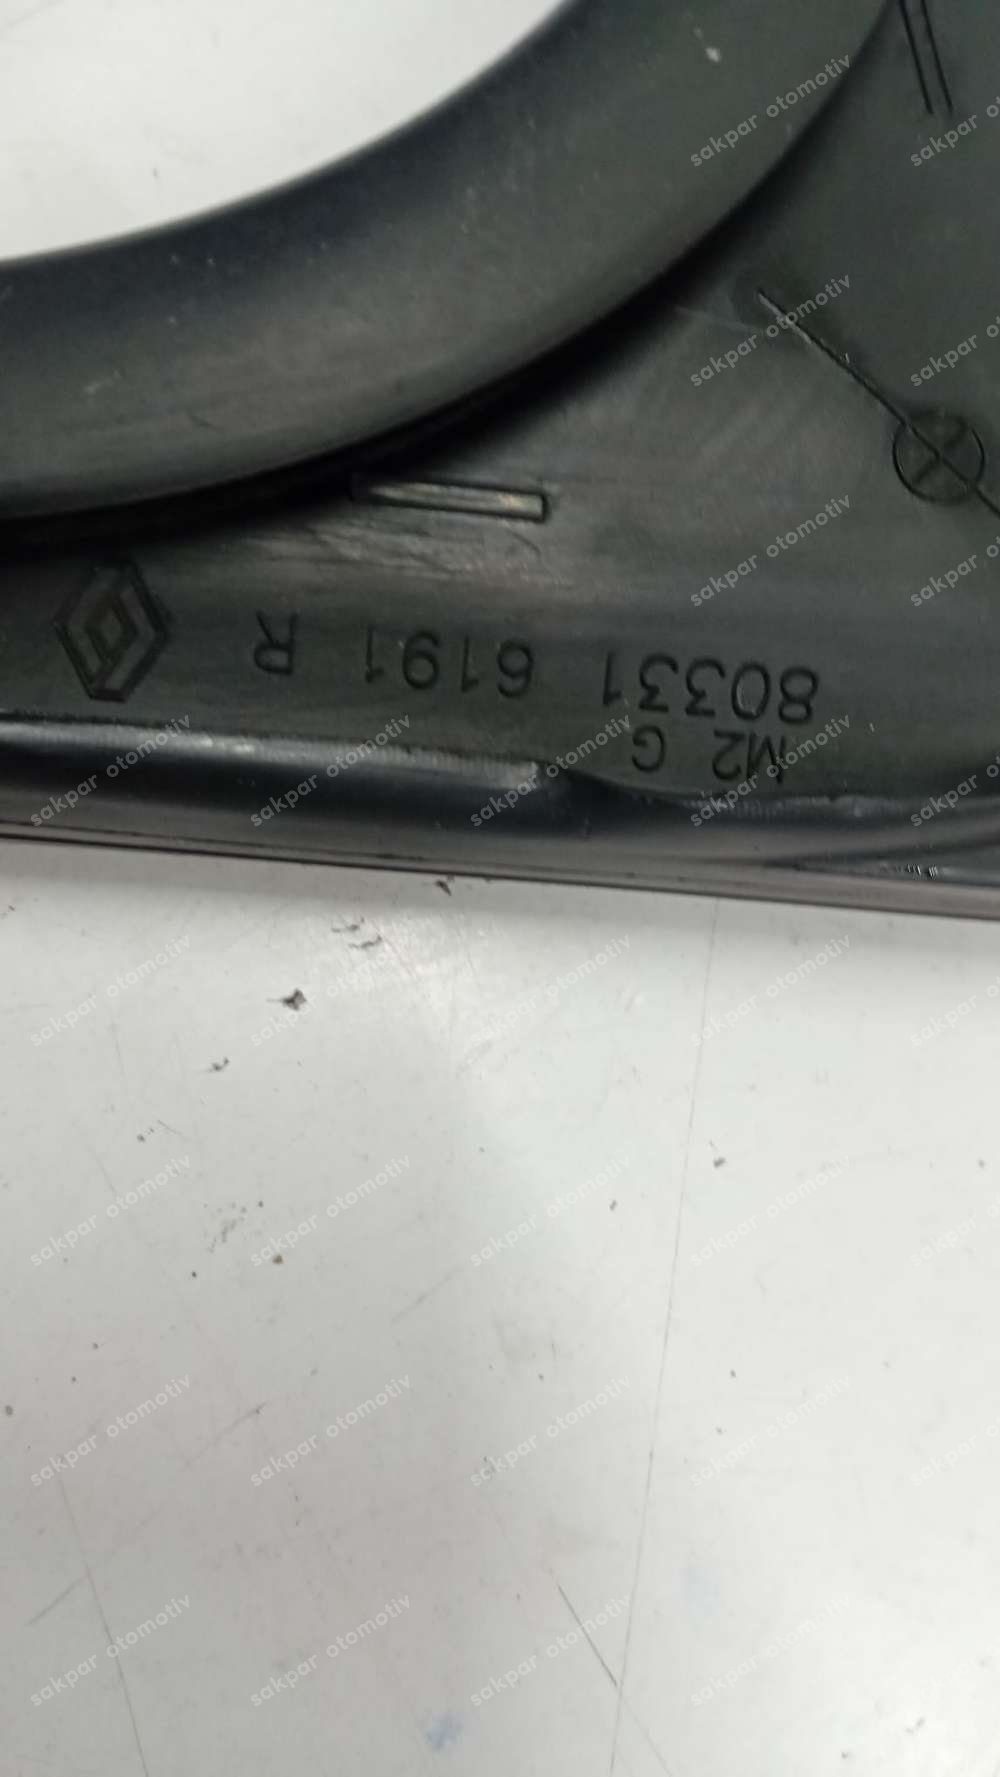 M2 G
80331 6191 R
sakpar otomotiv